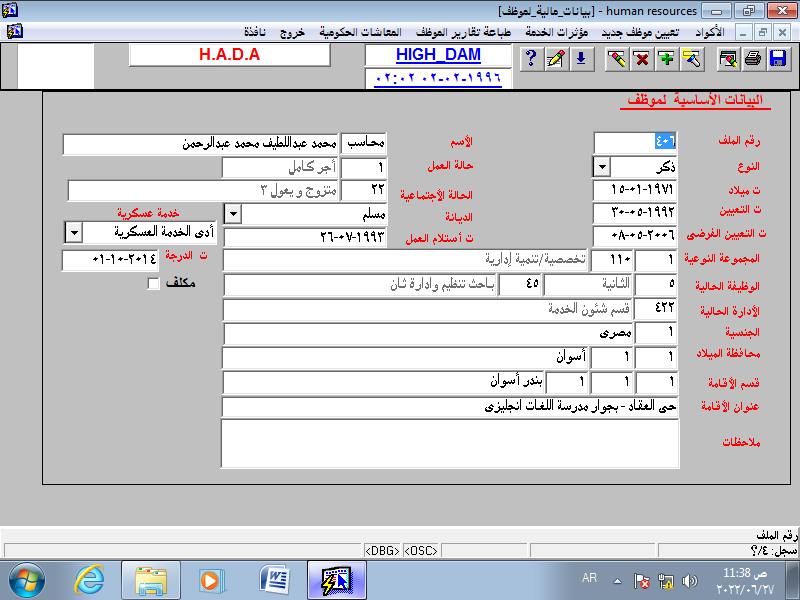 human resources - [بيانات_مالية_لموظف]
الأكواد تعيين موظف جديد مؤثرات الخدمة طباعة تقارير الموظف المعاشات الحكومية خروج نافذة
H.A.D.A
HIGH_DAM
٠٢:٠٢ ٠٢-٠٢-١٩٩٦
البيانات الأساسية لموظف
رقم الملف ٤٠٦ الأسم محاسب محمد عبداللطيف محمد عبدالرحمن
النوع ذكر حالة العمل ١ أجر كامل
ت ميلاد ١٥-٠١-١٩٧١ الحالة الأجتماعية ٢٢ متزوج و يعول ٣
ت التعيين ٣٠-٠٥-١٩٩٢ الديانة مسلم خدمة عسكرية
ت التعيين الفرضى ٠٨-٠٥-٢٠٠٦ ت أستلام العمل ٢٦-٠٧-١٩٩٣ أدى الخدمة العسكرية
المجموعة النوعية ١ ١١٠ تخصصية/تنمية إدارية ت الدرجة ٠١-١٠-٢٠١٤
الوظيفة الحالية ٥ الثانية ٤٥ باحث تنظيم وادارة ثان مكلف
الأدارة الحالية ٤٢٢ قسم شئون الخدمة
الجنسية ١ مصرى
محافظة الميلاد ١ ١ أسوان
قسم الأقامة ١ ١ ١ بندر أسوان
عنوان الأقامة حى العقاد - بجوار مدرسة اللغات انجليزى
ملاحظات
رقم الملف
سجل: ٤/؟ <OSC> <DBG>
AR 11:38 ص
٢٠٢٢/٠٦/٢٧